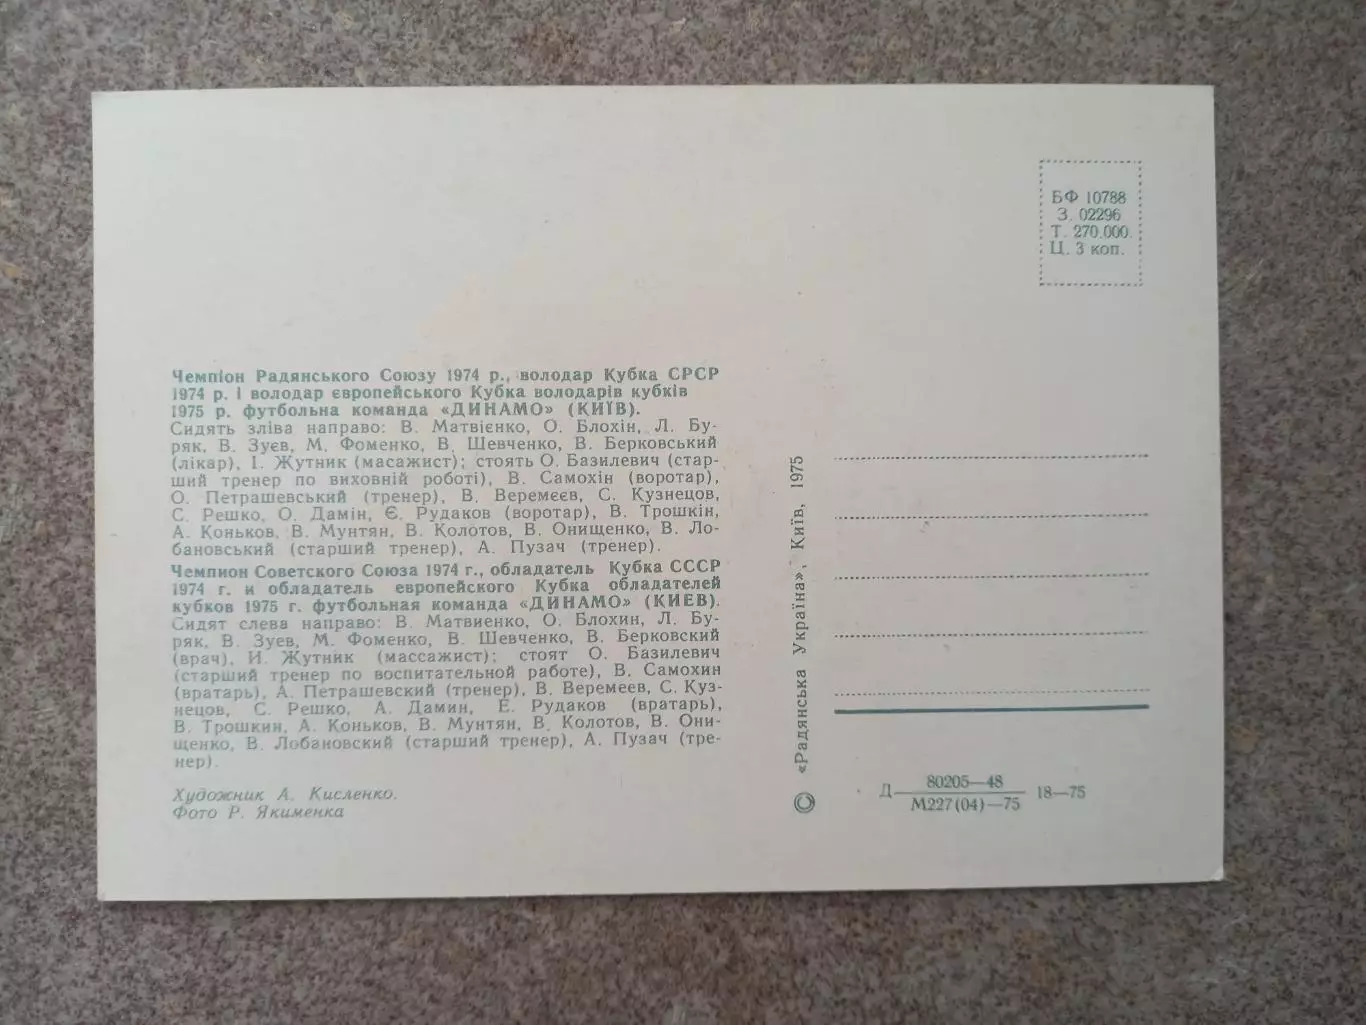 БФ 10788
З. 02296
Т. 270.000.
Ц. 3 коп.
Чемпіон Радянського Союзу 1974 р., володар Кубка СРСР
1974 р. і володар європейського Кубка володарів кубків
1975 р. футбольна команда «ДИНАМО» (КИЇВ).
Сидять зліва направо: В. Матвієнко, О. Блохін, Л. Бу-
ряк, В. Зуєв, М. Фоменко, В. Шевченко, В. Берковський
(лікар), І. Жутник (масажист); стоять О. Базилевич (стар-
ший тренер по виховній роботі), В. Самохін (воротар),
О. Петрашевський (тренер), В. Веремєєв, С. Кузнецов,
С. Решко, О. Дамін, Є. Рудаков (воротар), В. Трошкін,
А. Коньков, В. Мунтян, В. Колотов, В. Онищенко, В. Ло-
бановський (старший тренер), А. Пузач (тренер).
Чемпион Советского Союза 1974 г., обладатель Кубка СССР
1974 г. и обладатель европейского Кубка обладателей
кубков 1975 г. футбольная команда «ДИНАМО» (КИЕВ).
Сидят слева направо: В. Матвиенко, О. Блохин, Л. Бу-
ряк, В. Зуев, М. Фоменко, В. Шевченко, В. Берковский
(врач), И. Жутник (массажист); стоят О. Базилевич
(старший тренер по воспитательной работе), В. Самохин
(вратарь), А. Петрашевский (тренер), В. Веремеев, С. Куз-
нецов, С. Решко, А. Дамин, Е. Рудаков (вратарь),
В. Трошкин, А. Коньков, В. Мунтян, В. Колотов, В. Они-
щенко, В. Лобановский (старший тренер), А. Пузач (тре-
нер).
Художник А. Кисленко.
Фото Р. Якименка
© «Радянська Україна», Київ, 1975
Д 80205—48
М227(04)—75 18—75